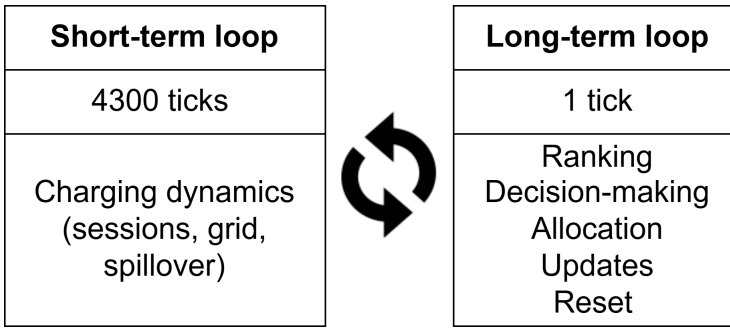 Short-term loop
4300 ticks
Charging dynamics
(sessions, grid,
spillover)
Long-term loop
1 tick
Ranking
Decision-making
Allocation
Updates
Reset